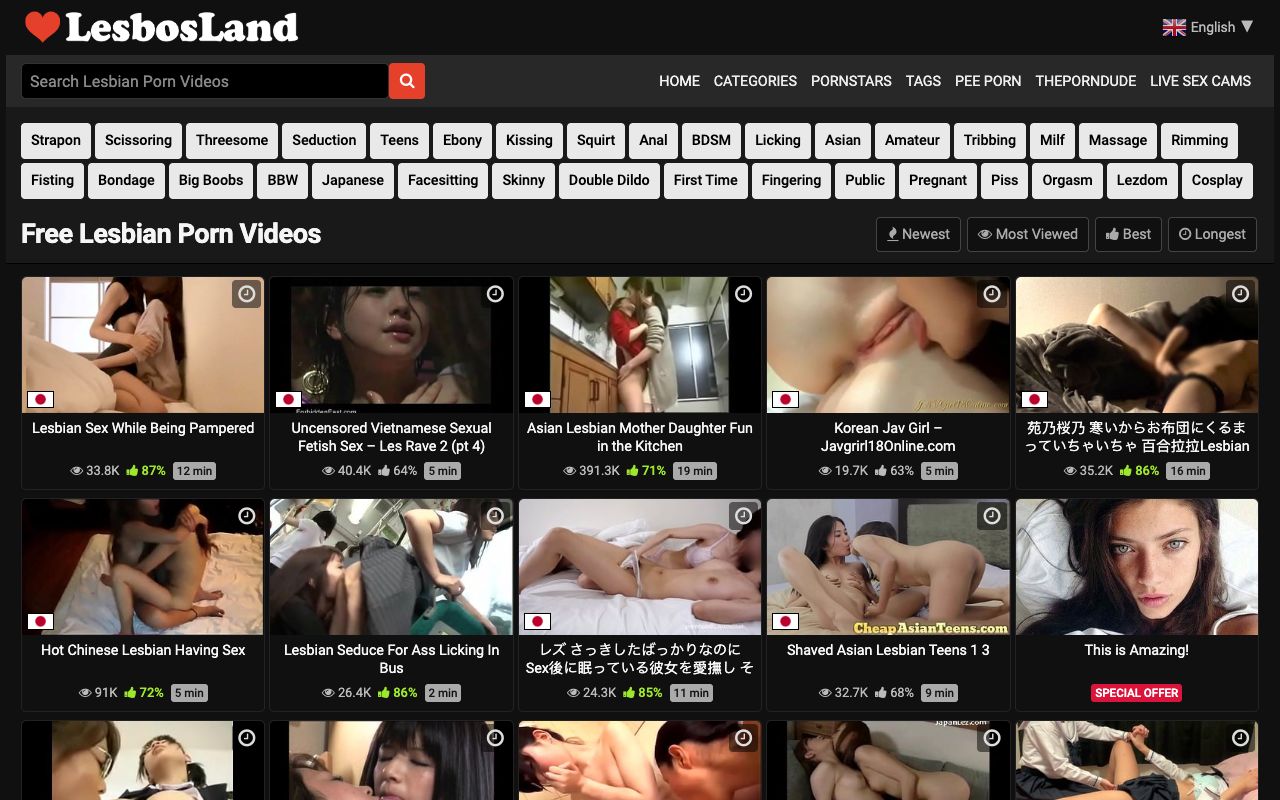 LesbosLand
English
Search Lesbian Porn Videos
HOME CATEGORIES PORNSTARS TAGS PEE PORN THEPORNDUDE LIVE SEX CAMS
Strapon Scissoring Threesome Seduction Teens Ebony Kissing Squirt Anal BDSM Licking Asian Amateur Tribbing Milf Massage Rimming
Fisting Bondage Big Boobs BBW Japanese Facesitting Skinny Double Dildo First Time Fingering Public Pregnant Piss Orgasm Lezdom Cosplay
Free Lesbian Porn Videos
Newest Most Viewed Best Longest
Lesbian Sex While Being Pampered
33.8K 87% 12 min
Uncensored Vietnamese Sexual
Fetish Sex – Les Rave 2 (pt 4)
40.4K 64% 5 min
Asian Lesbian Mother Daughter Fun
in the Kitchen
391.3K 71% 19 min
Korean Jav Girl –
Javgirl18Online.com
19.7K 63% 5 min
苑乃桜乃 寒いからお布団にくるま
っていちゃいちゃ 百合拉拉Lesbian
35.2K 86% 16 min
Hot Chinese Lesbian Having Sex
91K 72% 5 min
Lesbian Seduce For Ass Licking In
Bus
26.4K 86% 2 min
レズ さっきしたばっかりなのに
Sex後に眠っている彼女を愛撫し そ
24.3K 85% 11 min
CheapAsianTeens.com
Shaved Asian Lesbian Teens 1 3
32.7K 68% 9 min
This is Amazing!
SPECIAL OFFER
JapanLez.com